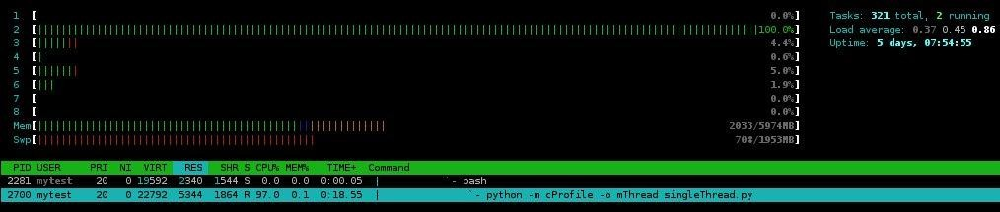 1 [ 0.0%] Tasks: 321 total, 2 running
2 [||||||||||||||||||||||||||||||||||||||||||||||||||100.0%] Load average: 0.37 0.45 0.86
3 [||||||| 4.4%] Uptime: 5 days, 07:54:55
4 [| 0.6%]
5 [||||||| 5.0%]
6 [||| 1.9%]
7 [ 0.0%]
8 [ 0.0%]
Mem[||||||||||||||||||||||||||||||||||||||||||||||||||2033/5974MB]
Swp[||||||||||||||||||||||||||||||||||||||||||||||||||708/1953MB]
PID USER PRI NI VIRT RES SHR S CPU% MEM% TIME+ Command
2281 mytest 20 0 19592 2340 1544 S 0.0 0.0 0:00.05 | `- bash
2700 mytest 20 0 22792 5344 1864 R 97.0 0.1 0:18.55 | `- python -m cProfile -o mThread singleThread.py